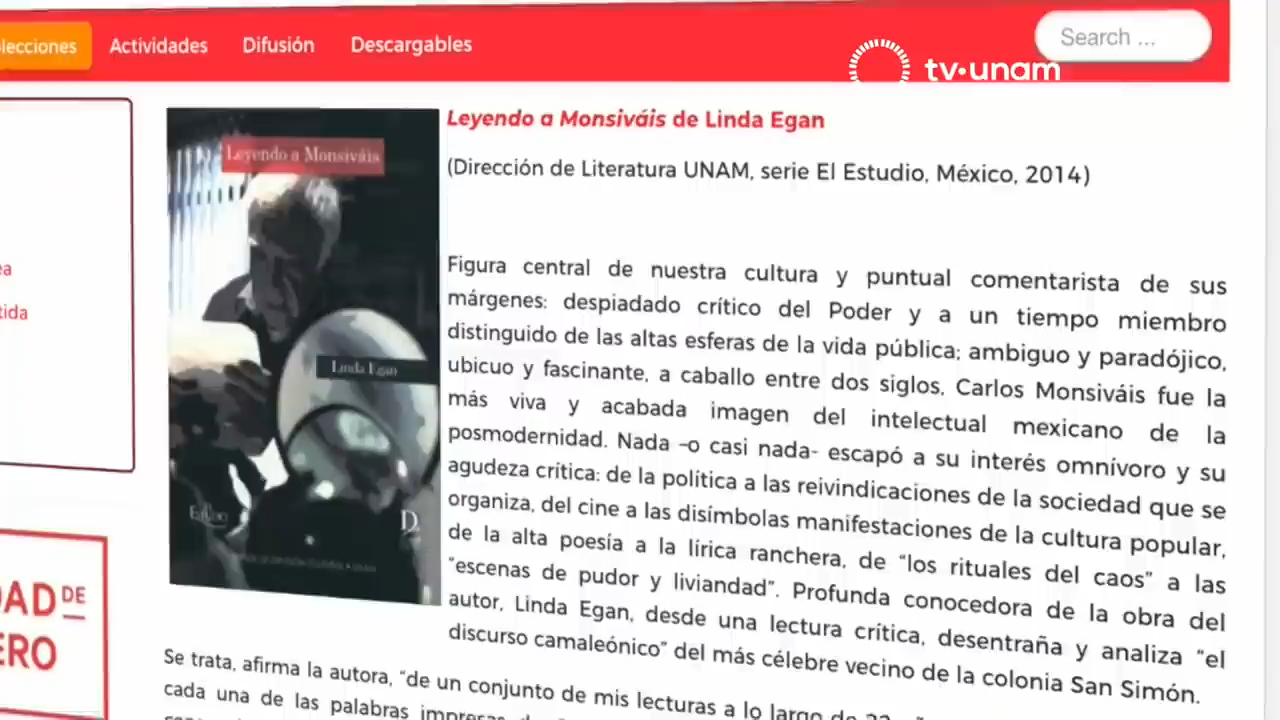 lecciones
Actividades
Difusión
Descargables
Search ...
tv·unam
Leyendo a Monsiváis de Linda Egan
(Dirección de Literatura UNAM, serie El Estudio, México, 2014)
Leyendo a Monsiváis
Linda Egan
Figura central de nuestra cultura y puntual comentarista de sus
márgenes: despiadado crítico del Poder y a un tiempo miembro
distinguido de las altas esferas de la vida pública; ambiguo y paradójico,
ubicuo y fascinante, a caballo entre dos siglos, Carlos Monsiváis fue la
más viva y acabada imagen del intelectual mexicano de la
posmodernidad. Nada –o casi nada- escapó a su interés omnívoro y su
agudeza crítica: de la política a las reivindicaciones de la sociedad que se
organiza, del cine a las disímbolas manifestaciones de la cultura popular,
de la alta poesía a la lírica ranchera, de “los rituales del caos” a las
“escenas de pudor y liviandad”. Profunda conocedora de la obra del
autor, Linda Egan, desde una lectura crítica, desentraña y analiza “el
discurso camaleónico” del más célebre vecino de la colonia San Simón.
Se trata, afirma la autora, “de un conjunto de mis lecturas a lo largo de
cada una de las palabras
ea
tida
DAD DE
ERO